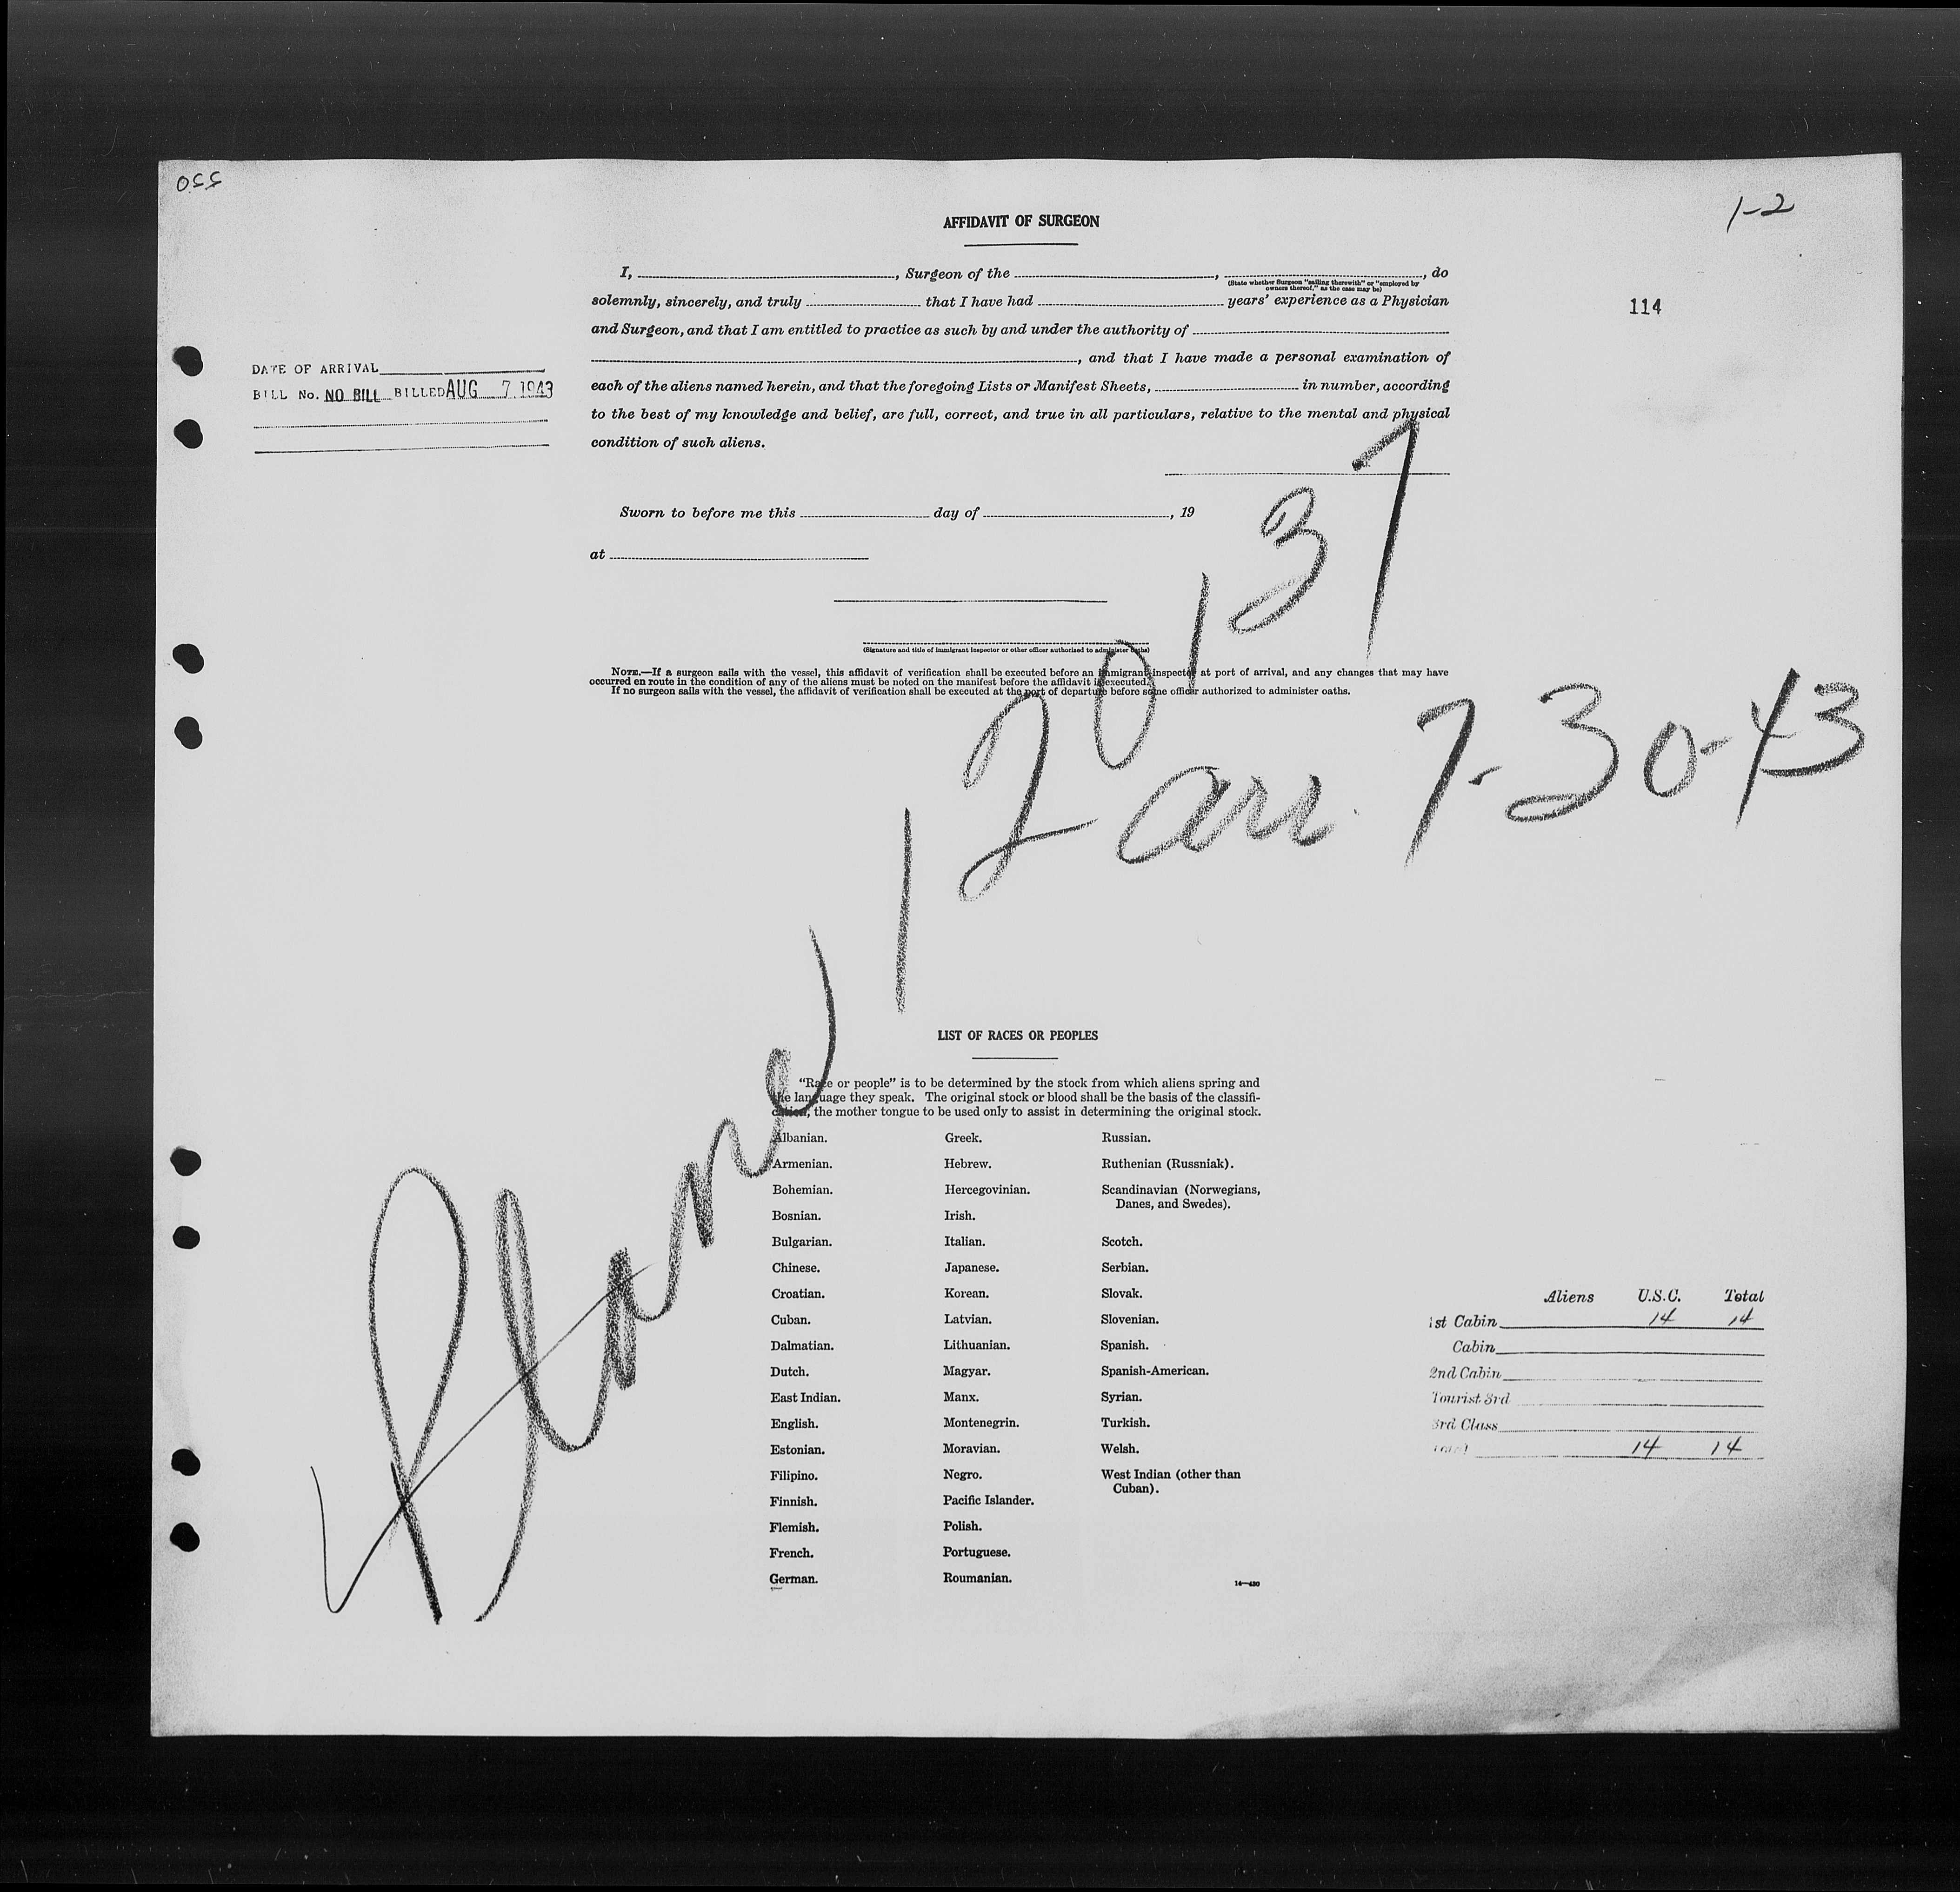 055
1-2
AFFIDAVIT OF SURGEON
114
I, , Surgeon of the , , do
(State whether Surgeon "sailing therewith" or "employed by
owners thereof," as the case may be)
solemnly, sincerely, and truly that I have had years' experience as a Physician
and Surgeon, and that I am entitled to practice as such by and under the authority of
, and that I have made a personal examination of
each of the aliens named herein, and that the foregoing Lists or Manifest Sheets, in number, according
to the best of my knowledge and belief, are full, correct, and true in all particulars, relative to the mental and physical
condition of such aliens.
DATE OF ARRIVAL
BILL No. NO BILL BILLED AUG 7 1943
Sworn to before me this day of , 19
at
(Signature and title of immigrant inspector or other officer authorized to administer oaths)
NOTE.—If a surgeon sails with the vessel, this affidavit of verification shall be executed before an immigrant inspector at port of arrival, and any changes that may have
occurred en route in the condition of any of the aliens must be noted on the manifest before the affidavit is executed.
If no surgeon sails with the vessel, the affidavit of verification shall be executed at the port of departure before some officer authorized to administer oaths.
Plane 120137
arr. 7-30-43
LIST OF RACES OR PEOPLES
"Race or people" is to be determined by the stock from which aliens spring and
the language they speak. The original stock or blood shall be the basis of the classifi-
cation, the mother tongue to be used only to assist in determining the original stock.
Albanian.
Armenian.
Bohemian.
Bosnian.
Bulgarian.
Chinese.
Croatian.
Cuban.
Dalmatian.
Dutch.
East Indian.
English.
Estonian.
Filipino.
Finnish.
Flemish.
French.
German.
Greek.
Hebrew.
Hercegovinian.
Irish.
Italian.
Japanese.
Korean.
Latvian.
Lithuanian.
Magyar.
Manx.
Montenegrin.
Moravian.
Negro.
Pacific Islander.
Polish.
Portuguese.
Roumanian.
Russian.
Ruthenian (Russniak).
Scandinavian (Norwegians,
Danes, and Swedes).
Scotch.
Serbian.
Slovak.
Slovenian.
Spanish.
Spanish-American.
Syrian.
Turkish.
Welsh.
West Indian (other than
Cuban).
14—430
Aliens U.S.C. Total
1st Cabin 14 14
Cabin
2nd Cabin
Tourist 3rd
3rd Class
Total 14 14